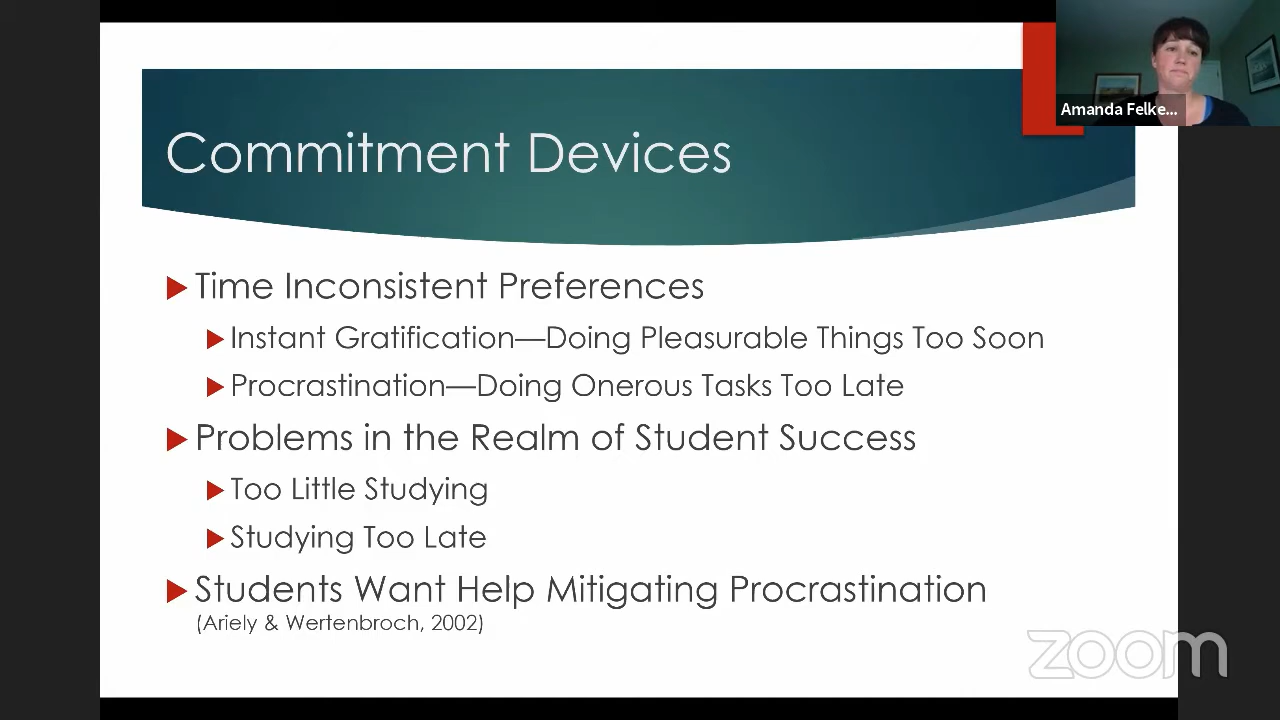 Amanda Felke...
Commitment Devices
Time Inconsistent Preferences
Instant Gratification—Doing Pleasurable Things Too Soon
Procrastination—Doing Onerous Tasks Too Late
Problems in the Realm of Student Success
Too Little Studying
Studying Too Late
Students Want Help Mitigating Procrastination
(Ariely & Wertenbroch, 2002)
zoom